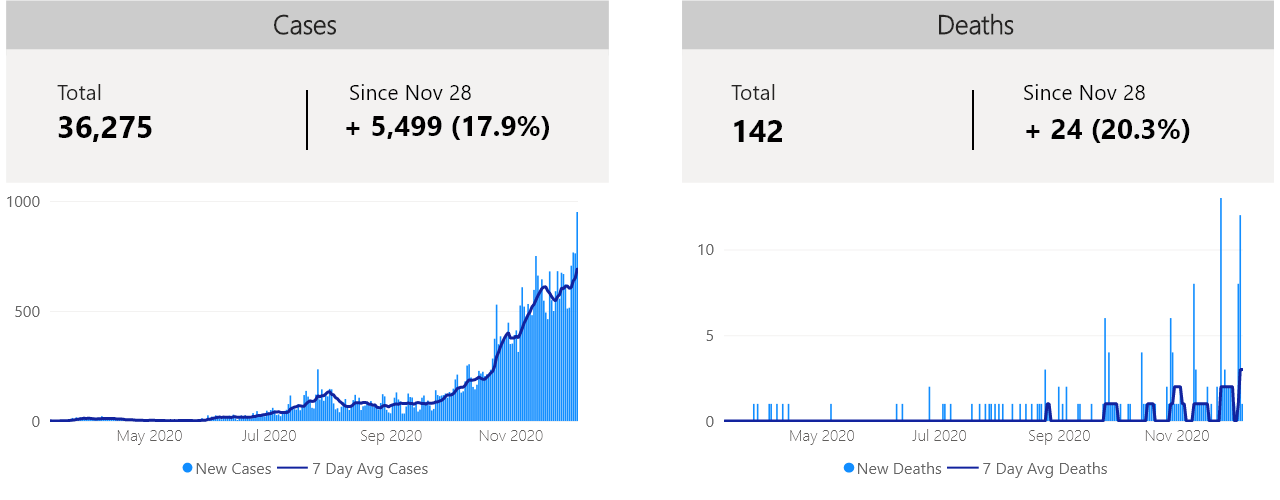 Cases
Total
Since Nov 28
36,275
+ 5,499 (17.9%)
1000
500
0
May 2020 Jul 2020 Sep 2020 Nov 2020
New Cases 7 Day Avg Cases
Deaths
Total
Since Nov 28
142
+ 24 (20.3%)
10
5
0
May 2020 Jul 2020 Sep 2020 Nov 2020
New Deaths 7 Day Avg Deaths